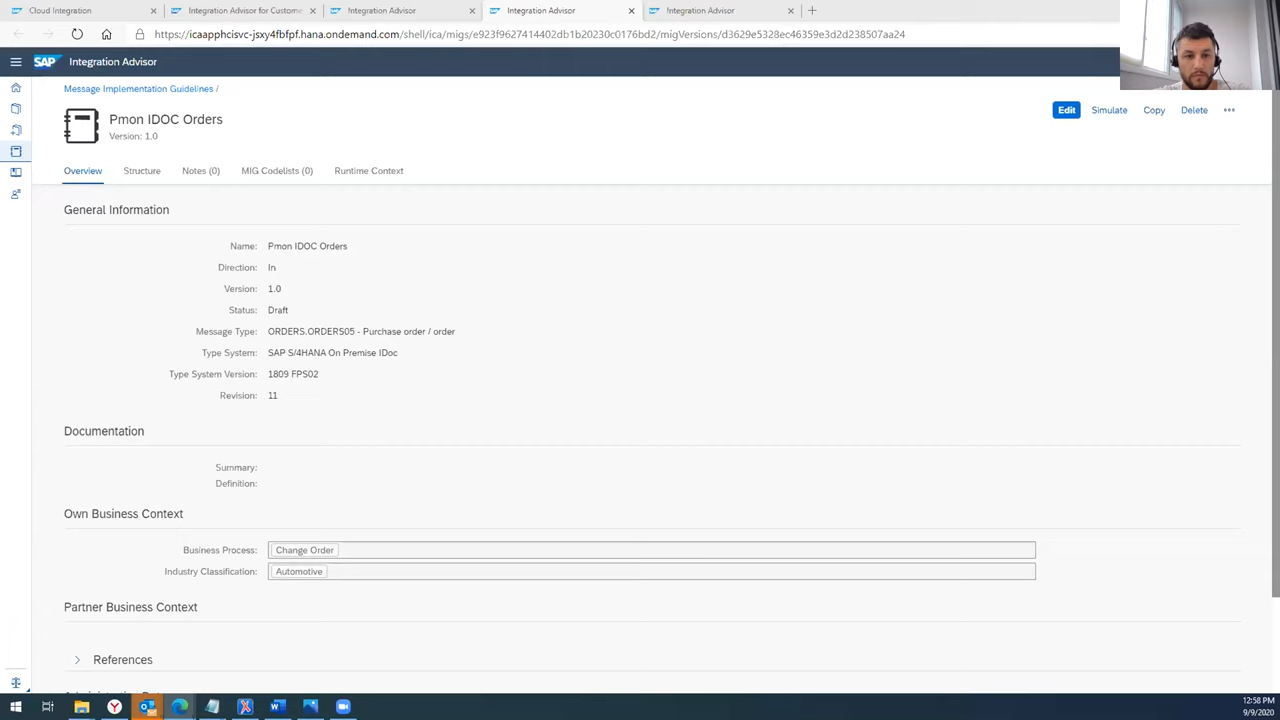 Cloud Integration
Integration Advisor for Custome
Integration Advisor
Integration Advisor
Integration Advisor
https://icaapphcisvc-jsxy4fbfpf.hana.ondemand.com/shell/ica/migs/e923f9627414402db1b20230c0176bd2/migVersions/d3629e5328ec46359e3d2d238507aa24
SAP Integration Advisor
Message Implementation Guidelines /
Pmon IDOC Orders
Version: 1.0
Edit Simulate Copy Delete
Overview Structure Notes (0) MIG Codelists (0) Runtime Context
General Information
Name: Pmon IDOC Orders
Direction: In
Version: 1.0
Status: Draft
Message Type: ORDERS.ORDERS05 - Purchase order / order
Type System: SAP S/4HANA On Premise IDoc
Type System Version: 1809 FPS02
Revision: 11
Documentation
Summary:
Definition:
Own Business Context
Business Process: Change Order
Industry Classification: Automotive
Partner Business Context
References
12:58 PM
9/9/2020